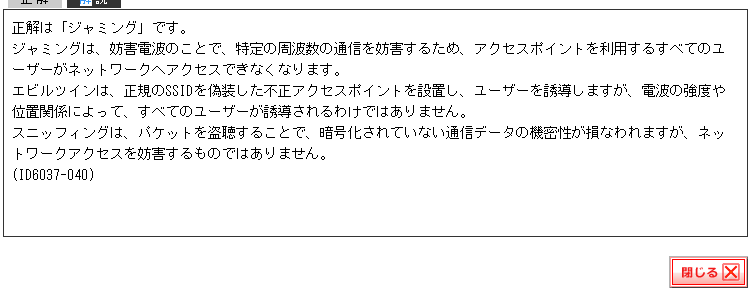 正解は「ジャミング」です。
ジャミングは、妨害電波のことで、特定の周波数の通信を妨害するため、アクセスポイントを利用するすべてのユ
ーザーがネットワークへアクセスできなくなります。
エビルツインは、正規のSSIDを偽装した不正アクセスポイントを設置し、ユーザーを誘導しますが、電波の強度や
位置関係によって、すべてのユーザーが誘導されるわけではありません。
スニッフィングは、パケットを盗聴することで、暗号化されていない通信データの機密性が損なわれますが、ネッ
トワークアクセスを妨害するものではありません。
(ID6037-040)
閉じる